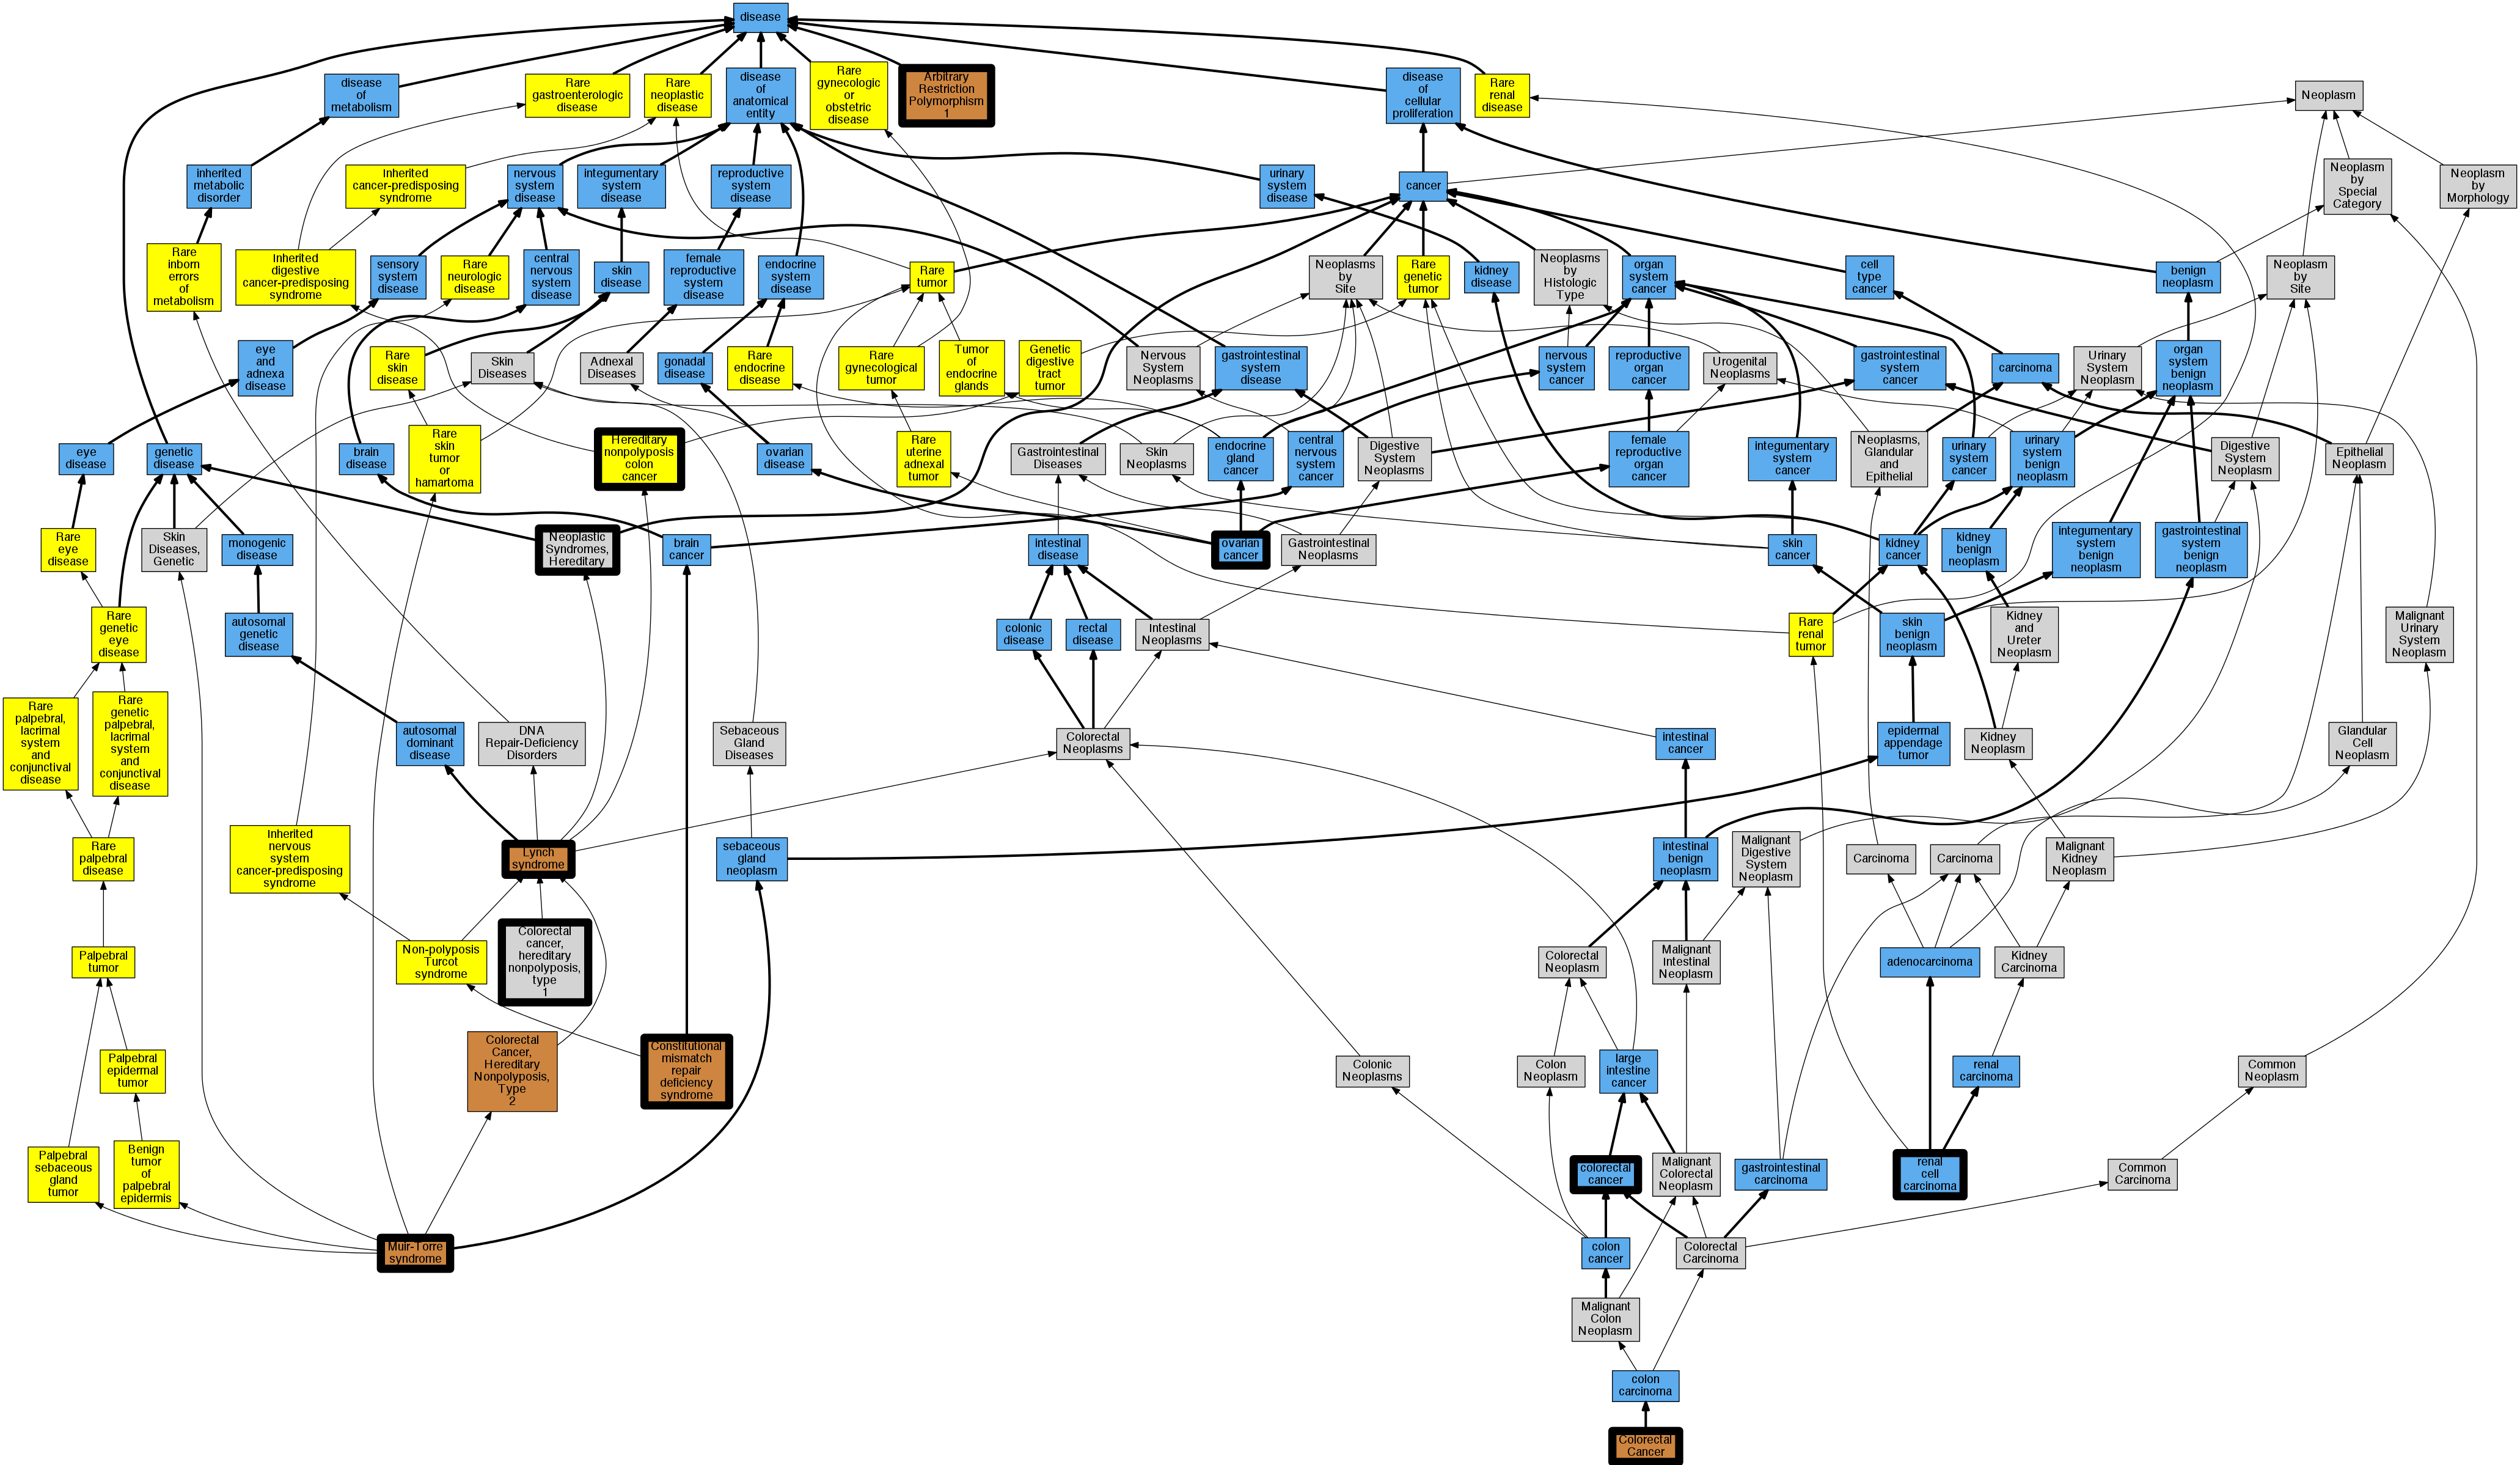 disease
disease
of
metabolism
Rare
gastroenterologic
disease
Rare
neoplastic
disease
disease
of
anatomical
entity
Rare
gynecologic
or
obstetric
disease
Arbitrary
Restriction
Polymorphism
1
disease
of
cellular
proliferation
Rare
renal
disease
Neoplasm
inherited
metabolic
disorder
Inherited
cancer-predisposing
syndrome
nervous
system
disease
integumentary
system
disease
reproductive
system
disease
urinary
system
disease
cancer
Neoplasm
by
Special
Category
Neoplasm
by
Morphology
Rare
inborn
errors
of
metabolism
Inherited
digestive
cancer-predisposing
syndrome
sensory
system
disease
Rare
neurologic
disease
central
nervous
system
disease
skin
disease
female
reproductive
system
disease
endocrine
system
disease
Rare
tumor
Neoplasms
by
Site
Rare
genetic
tumor
kidney
disease
Neoplasms
by
Histologic
Type
organ
system
cancer
cell
type
cancer
benign
neoplasm
Neoplasm
by
Site
eye
and
adnexa
disease
Rare
skin
disease
Skin
Diseases
Adnexal
Diseases
gonadal
disease
Rare
endocrine
disease
Rare
gynecological
tumor
Tumor
of
endocrine
glands
Genetic
digestive
tract
tumor
Nervous
System
Neoplasms
gastrointestinal
system
disease
nervous
system
cancer
reproductive
organ
cancer
Urogenital
Neoplasms
gastrointestinal
system
cancer
carcinoma
Urinary
System
Neoplasm
organ
system
benign
neoplasm
eye
disease
genetic
disease
brain
disease
Rare
skin
tumor
or
hamartoma
Hereditary
nonpolyposis
colon
cancer
ovarian
disease
Rare
uterine
adnexal
tumor
Gastrointestinal
Diseases
Skin
Neoplasms
endocrine
gland
cancer
central
nervous
system
cancer
Digestive
System
Neoplasms
female
reproductive
organ
cancer
integumentary
system
cancer
Neoplasms,
Glandular
and
Epithelial
urinary
system
cancer
urinary
system
benign
neoplasm
Digestive
System
Neoplasm
Epithelial
Neoplasm
Rare
eye
disease
Skin
Diseases,
Genetic
monogenic
disease
Neoplastic
Syndromes,
Hereditary
brain
cancer
intestinal
disease
ovarian
cancer
Gastrointestinal
Neoplasms
skin
cancer
kidney
cancer
kidney
benign
neoplasm
integumentary
system
benign
neoplasm
gastrointestinal
system
benign
neoplasm
Rare
genetic
eye
disease
autosomal
genetic
disease
colonic
disease
rectal
disease
Intestinal
Neoplasms
Rare
renal
tumor
skin
benign
neoplasm
Kidney
and
Ureter
Neoplasm
Malignant
Urinary
System
Neoplasm
Rare
palpebral,
lacrimal
system
and
conjunctival
disease
Rare
genetic
palpebral,
lacrimal
system
and
conjunctival
disease
autosomal
dominant
disease
DNA
Repair-Deficiency
Disorders
Sebaceous
Gland
Diseases
Colorectal
Neoplasms
intestinal
cancer
epidermal
appendage
tumor
Kidney
Neoplasm
Glandular
Cell
Neoplasm
Rare
palpebral
disease
Inherited
nervous
system
cancer-predisposing
syndrome
Lynch
syndrome
sebaceous
gland
neoplasm
intestinal
benign
neoplasm
Malignant
Digestive
System
Neoplasm
Carcinoma
Carcinoma
Malignant
Kidney
Neoplasm
Palpebral
tumor
Non-polyposis
Turcot
syndrome
Colorectal
cancer,
hereditary
nonpolyposis,
type
1
Colorectal
Neoplasm
Malignant
Intestinal
Neoplasm
adenocarcinoma
Kidney
Carcinoma
Palpebral
epidermal
tumor
Colorectal
Cancer,
Hereditary
Nonpolyposis,
Type
2
Constitutional
mismatch
repair
deficiency
syndrome
Colonic
Neoplasms
Colon
Neoplasm
large
intestine
cancer
renal
carcinoma
Common
Neoplasm
Palpebral
sebaceous
gland
tumor
Benign
tumor
of
palpebral
epidermis
colorectal
cancer
Malignant
Colorectal
Neoplasm
gastrointestinal
carcinoma
renal
cell
carcinoma
Common
Carcinoma
Muir-Torre
syndrome
colon
cancer
Colorectal
Carcinoma
Malignant
Colon
Neoplasm
colon
carcinoma
Colorectal
Cancer